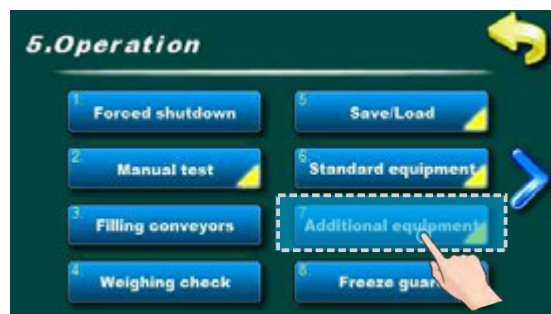 5.Operation
1 Forced shutdown
2 Manual test
3 Filling conveyors
4 Weighing check
5 Save/Load
6 Standard equipment
7 Additional equipment
8 Freeze guard